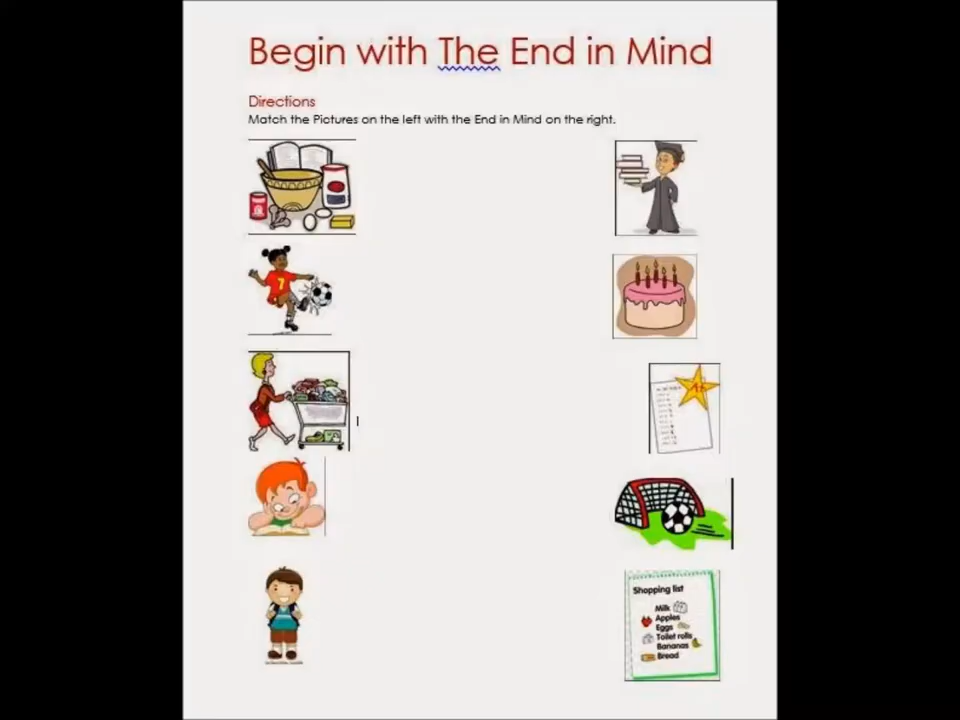 Begin with The End in Mind
Directions
Match the Pictures on the left with the End in Mind on the right.
7
Shopping list
Milk
Apples
Eggs
Toilet rolls
Bananas
Bread